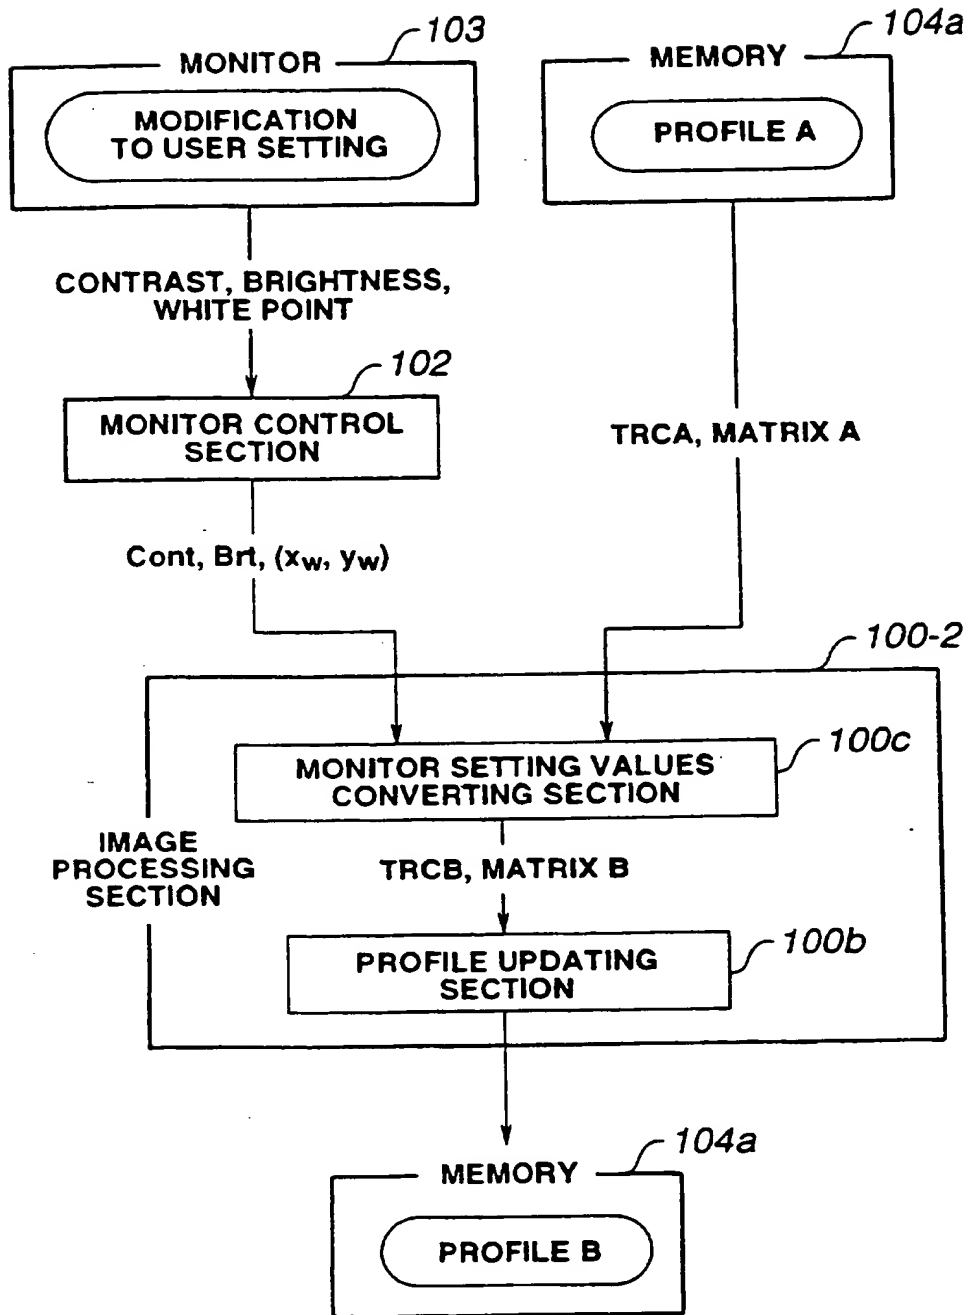 103
MONITOR
MODIFICATION
TO USER SETTING
104a
MEMORY
PROFILE A
CONTRAST, BRIGHTNESS,
WHITE POINT
102
MONITOR CONTROL
SECTION
TRCA, MATRIX A
Cont, Brt, (xw, yw)
100-2
100c
MONITOR SETTING VALUES
CONVERTING SECTION
IMAGE
PROCESSING
SECTION
TRCB, MATRIX B
100b
PROFILE UPDATING
SECTION
104a
MEMORY
PROFILE B